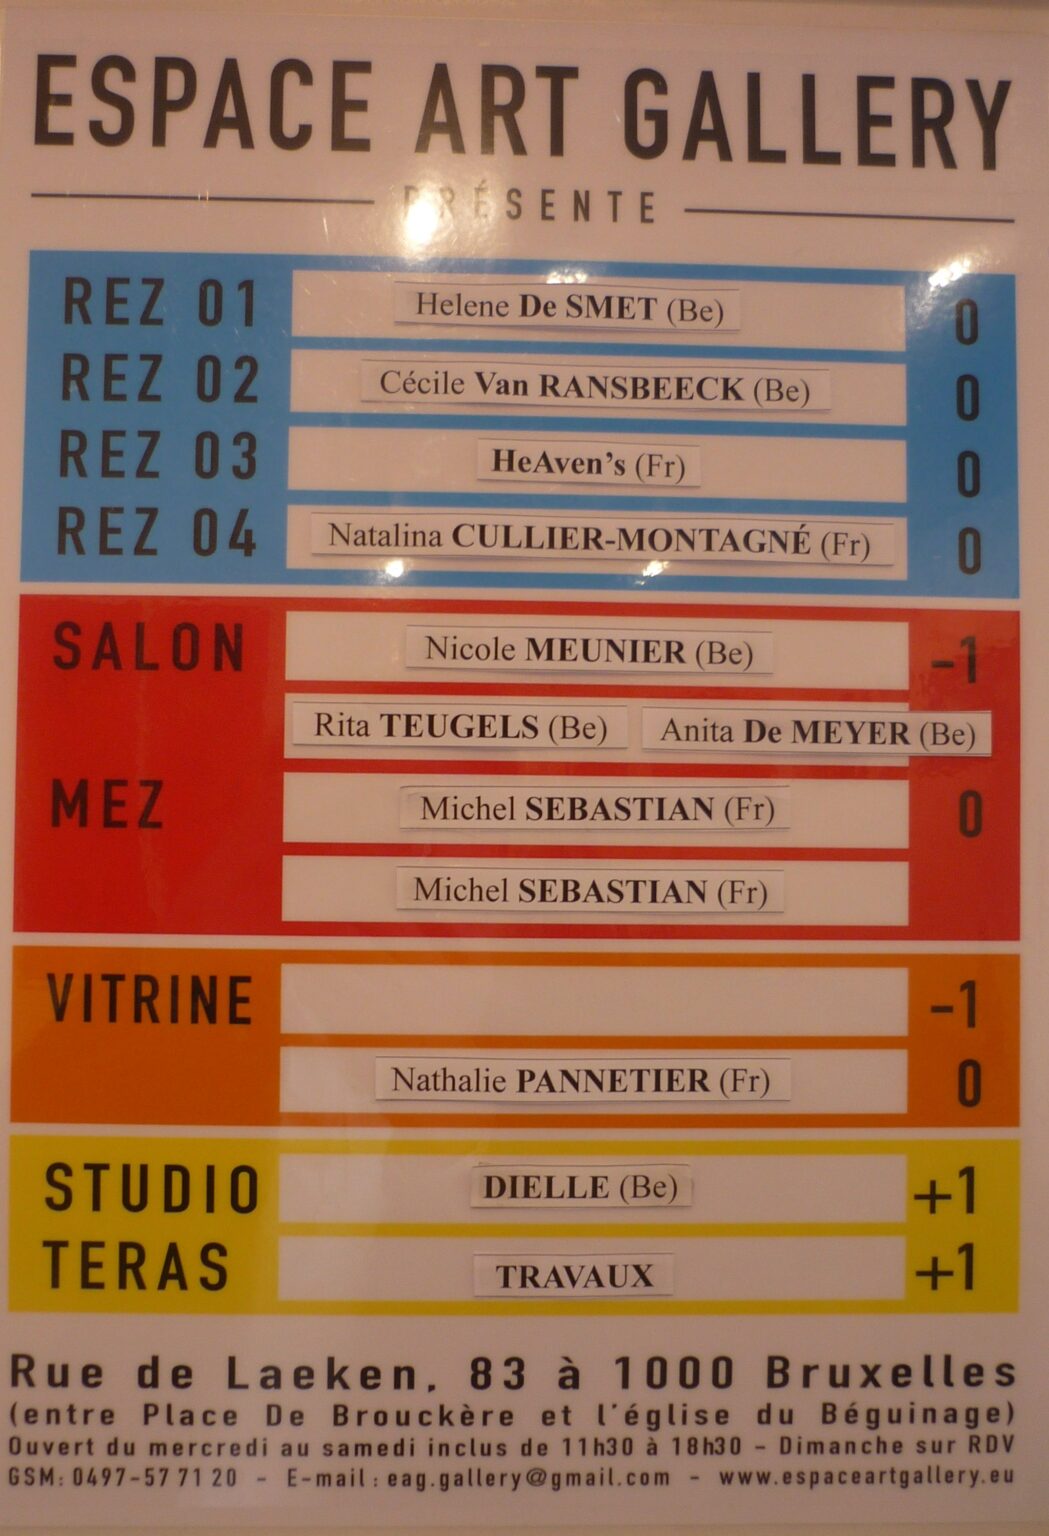 ESPACE ART GALLERY
PRÉSENTE
REZ 01 Helene De SMET (Be) 0
REZ 02 Cécile Van RANSBEECK (Be) 0
REZ 03 HeAven's (Fr) 0
REZ 04 Natalina CULLIER-MONTAGNÉ (Fr) 0
SALON Nicole MEUNIER (Be) -1
Rita TEUGELS (Be) Anita De MEYER (Be)
MEZ Michel SEBASTIAN (Fr) 0
Michel SEBASTIAN (Fr)
VITRINE -1
Nathalie PANNETIER (Fr) 0
STUDIO DIELLE (Be) +1
TERAS TRAVAUX +1
Rue de Laeken. 83 à 1000 Bruxelles
(entre Place De Brouckère et l'église du Béguinage)
Ouvert du mercredi au samedi inclus de 11h30 à 18h30 - Dimanche sur RDV
GSM: 0497-57 71 20 - E-mail : eag.gallery@gmail.com - www.espaceartgallery.eu